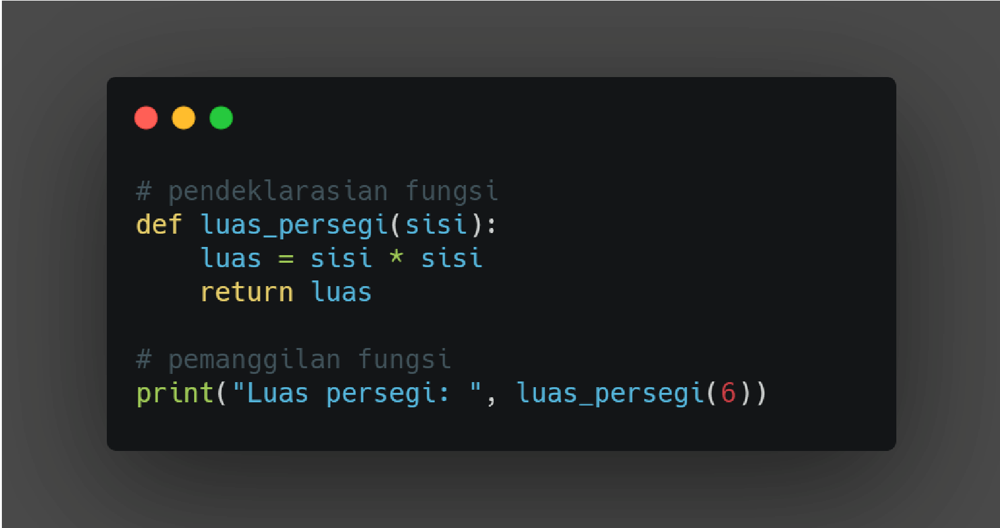 # pendeklarasian fungsi
def luas_persegi(sisi):
    luas = sisi * sisi
    return luas

# pemanggilan fungsi
print("Luas persegi: ", luas_persegi(6))